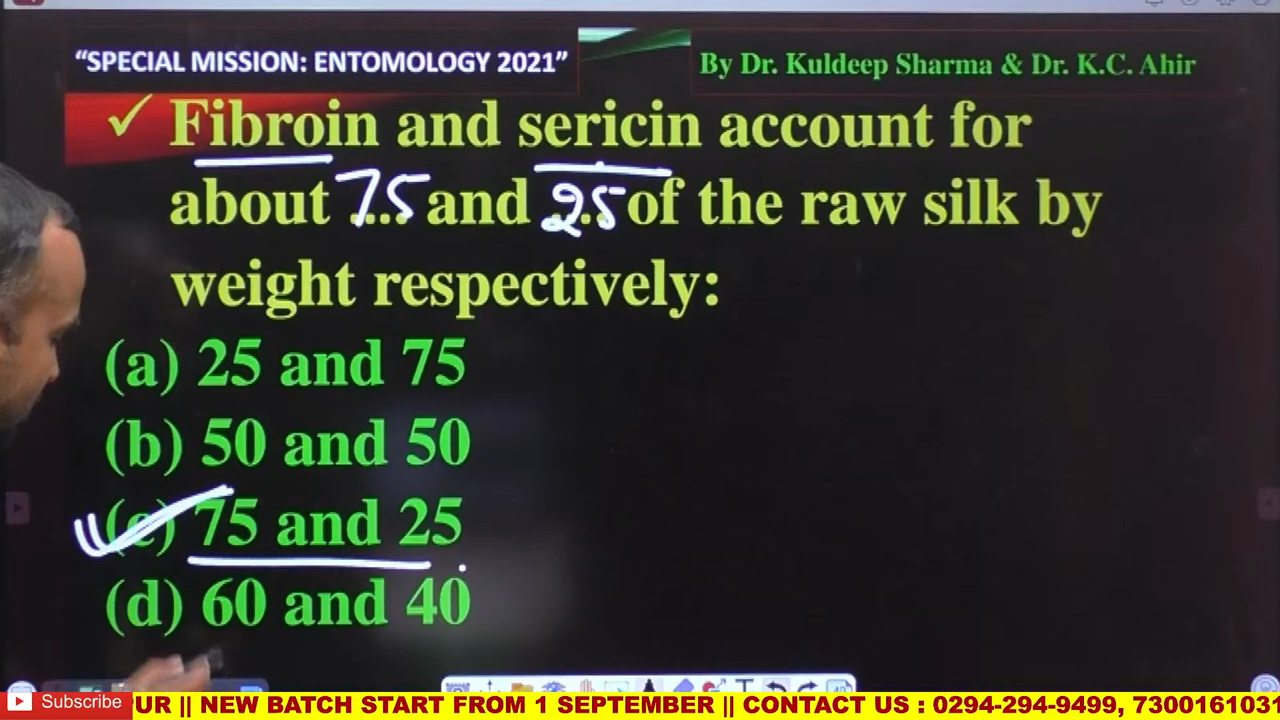 "SPECIAL MISSION: ENTOMOLOGY 2021" By Dr. Kuldeep Sharma & Dr. K.C. Ahir
✓ Fibroin and sericin account for
about 75 and 25 of the raw silk by
weight respectively:
(a) 25 and 75
(b) 50 and 50
(c) 75 and 25
(d) 60 and 40
Subscribe UR || NEW BATCH START FROM 1 SEPTEMBER || CONTACT US : 0294-294-9499, 7300161031